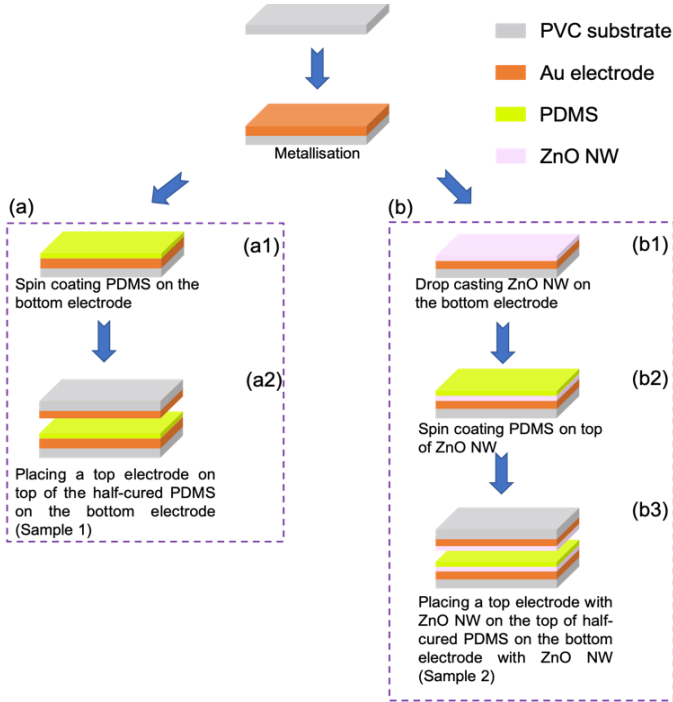 PVC substrate
Au electrode
PDMS
ZnO NW
Metallisation
(a)
(a1)
Spin coating PDMS on the
bottom electrode
(a2)
Placing a top electrode on
top of the half-cured PDMS
on the bottom electrode
(Sample 1)
(b)
(b1)
Drop casting ZnO NW on
the bottom electrode
(b2)
Spin coating PDMS on top
of ZnO NW
(b3)
Placing a top electrode with
ZnO NW on the top of half-
cured PDMS on the bottom
electrode with ZnO NW
(Sample 2)